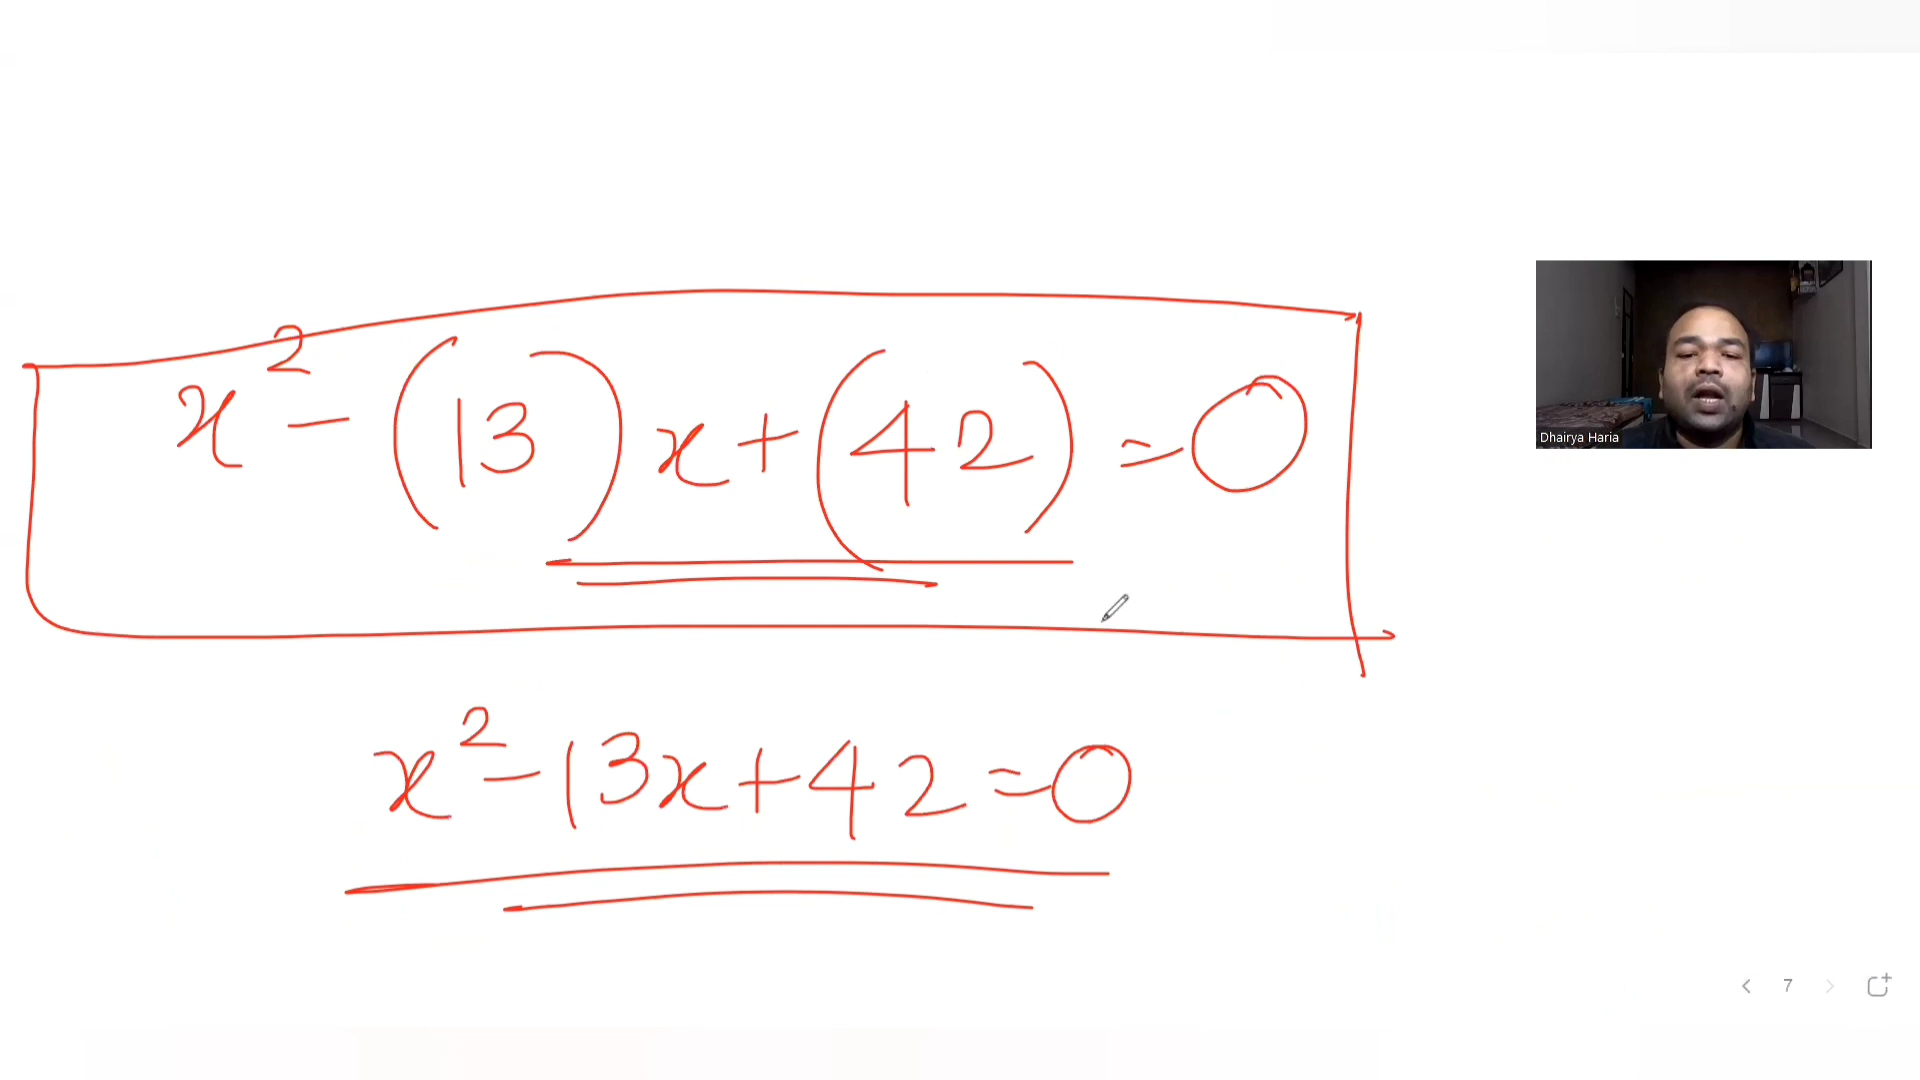 x² - (13) x + (42) = 0
Dhairya Haria
x² - 13x + 42 = 0
7